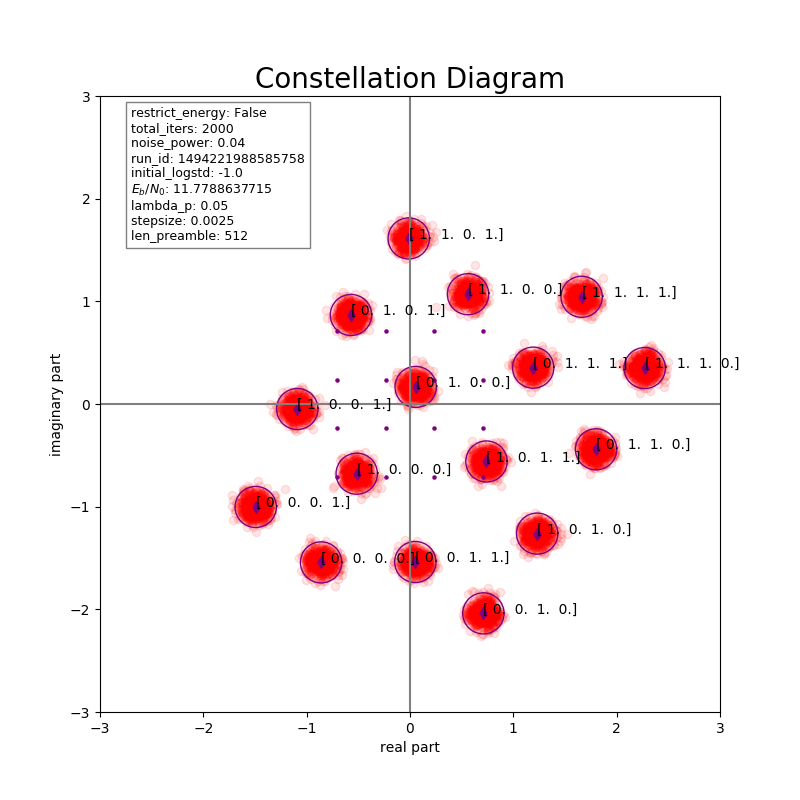 Constellation Diagram
restrict_energy: False
total_iters: 2000
noise_power: 0.04
run_id: 1494221988585758
initial_logstd: -1.0
E_b/N_0: 11.7788637715
lambda_p: 0.05
stepsize: 0.0025
len_preamble: 512
3
2
1
0
−1
−2
−3
imaginary part
[ 1. 1. 0. 1.]
[ 1. 1. 0. 0.]
[ 1. 1. 1. 1.]
[ 0. 1. 0. 1.]
[ 0. 1. 1. 1.]
[ 1. 1. 1. 0.]
[ 0. 1. 0. 0.]
[ 1. 0. 0. 1.]
[ 0. 1. 1. 0.]
[ 1. 0. 1. 1.]
[ 1. 0. 0. 0.]
[ 0. 0. 0. 1.]
[ 1. 0. 1. 0.]
[ 0. 0. 0. 0.]
[ 0. 0. 1. 1.]
[ 0. 0. 1. 0.]
−3 −2 −1 0 1 2 3
real part